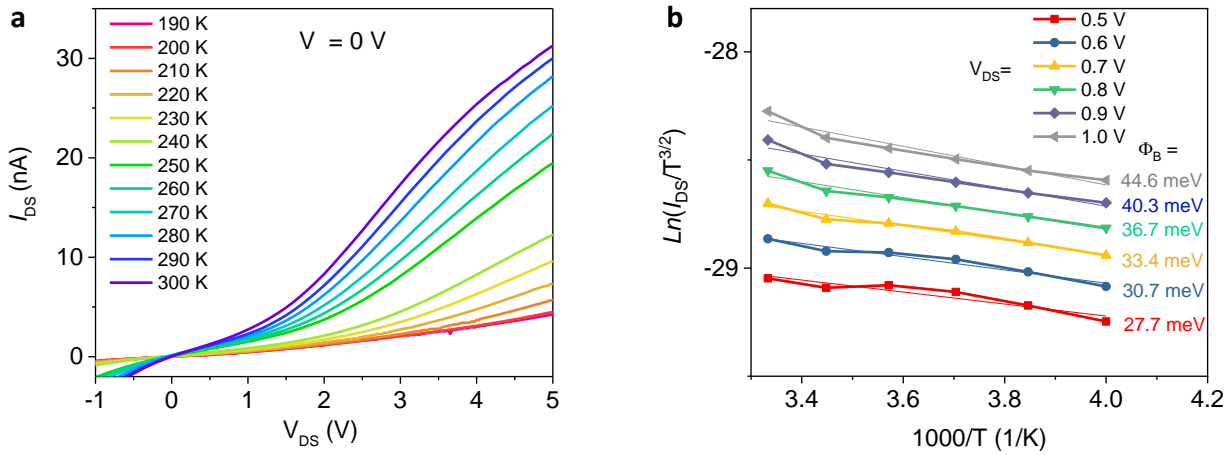 a
190 K
200 K
210 K
220 K
230 K
240 K
250 K
260 K
270 K
280 K
290 K
300 K
V = 0 V
30
20
10
0
I_DS (nA)
-1 0 1 2 3 4 5
V_DS (V)
b
V_DS=
0.5 V
0.6 V
0.7 V
0.8 V
0.9 V
1.0 V
Φ_B =
44.6 meV
40.3 meV
36.7 meV
33.4 meV
30.7 meV
27.7 meV
-28
-29
Ln(I_DS/T^3/2)
3.4 3.6 3.8 4.0 4.2
1000/T (1/K)